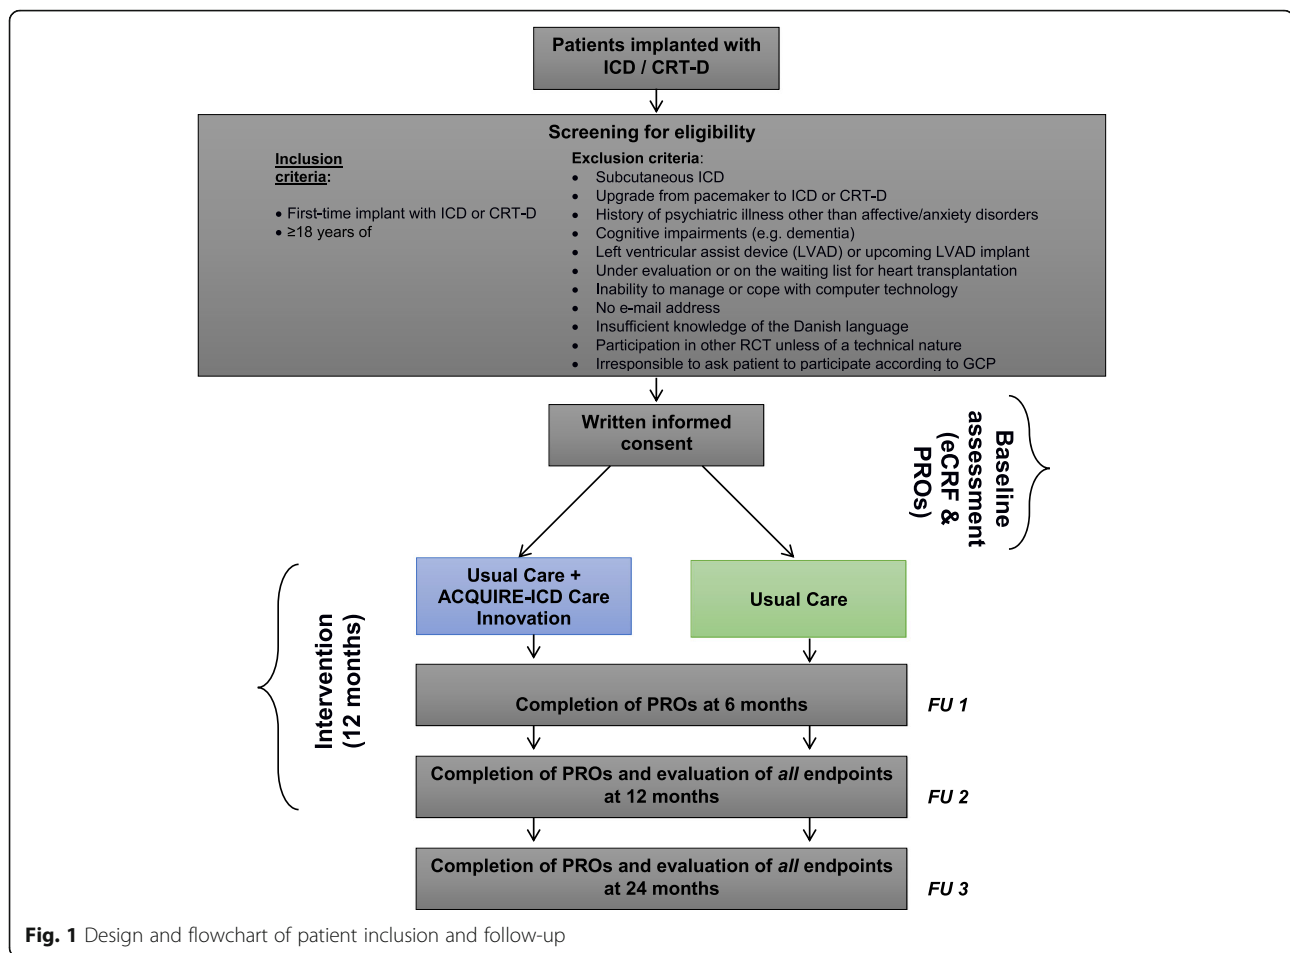 Patients implanted with
ICD / CRT-D
Screening for eligibility
Inclusion
criteria:
• First-time implant with ICD or CRT-D
• ≥18 years of
Exclusion criteria:
• Subcutaneous ICD
• Upgrade from pacemaker to ICD or CRT-D
• History of psychiatric illness other than affective/anxiety disorders
• Cognitive impairments (e.g. dementia)
• Left ventricular assist device (LVAD) or upcoming LVAD implant
• Under evaluation or on the waiting list for heart transplantation
• Inability to manage or cope with computer technology
• No e-mail address
• Insufficient knowledge of the Danish language
• Participation in other RCT unless of a technical nature
• Irresponsible to ask patient to participate according to GCP
Written informed
consent
Baseline
assessment
(eCRF &
PROs)
Usual Care +
ACQUIRE-ICD Care
Innovation
Usual Care
Intervention
(12 months)
Completion of PROs at 6 months
FU 1
Completion of PROs and evaluation of all endpoints
at 12 months
FU 2
Completion of PROs and evaluation of all endpoints
at 24 months
FU 3
Fig. 1 Design and flowchart of patient inclusion and follow-up